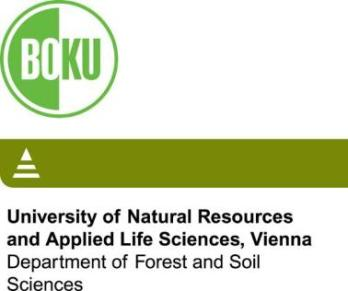 BOKU
University of Natural Resources
and Applied Life Sciences, Vienna
Department of Forest and Soil
Sciences